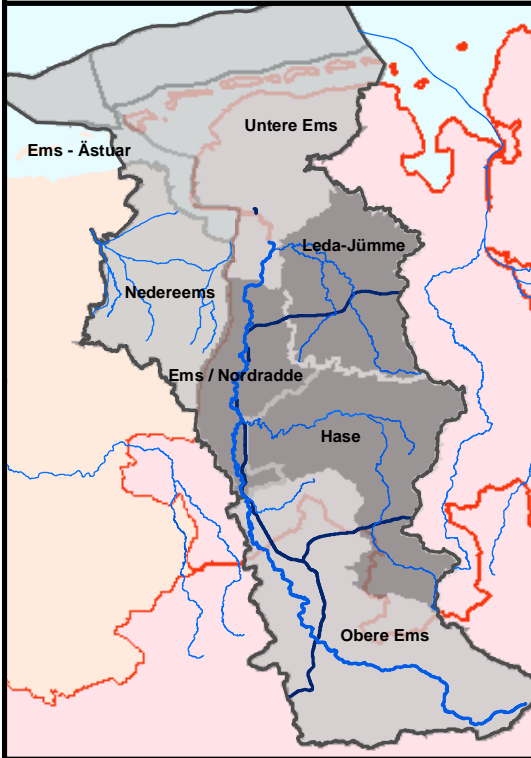 Untere Ems
Ems - Ästuar
Leda-Jümme
Nedereems
Ems / Nordradde
Hase
Obere Ems